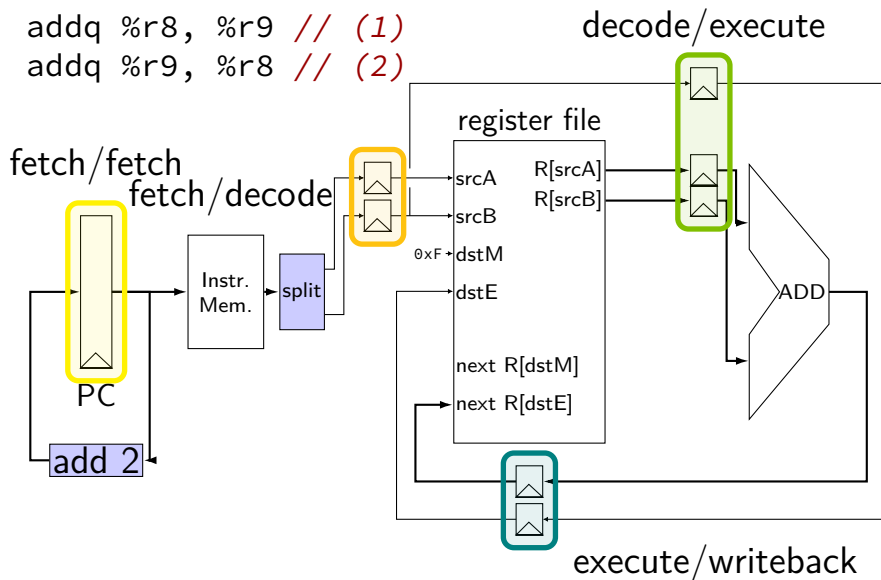 addq %r8, %r9 // (1)
addq %r9, %r8 // (2)
decode/execute
register file
fetch/fetch
fetch/decode
srcA
R[srcA]
srcB
R[srcB]
0xF
dstM
Instr.
Mem.
split
dstE
ADD
next R[dstM]
PC
next R[dstE]
add 2
execute/writeback